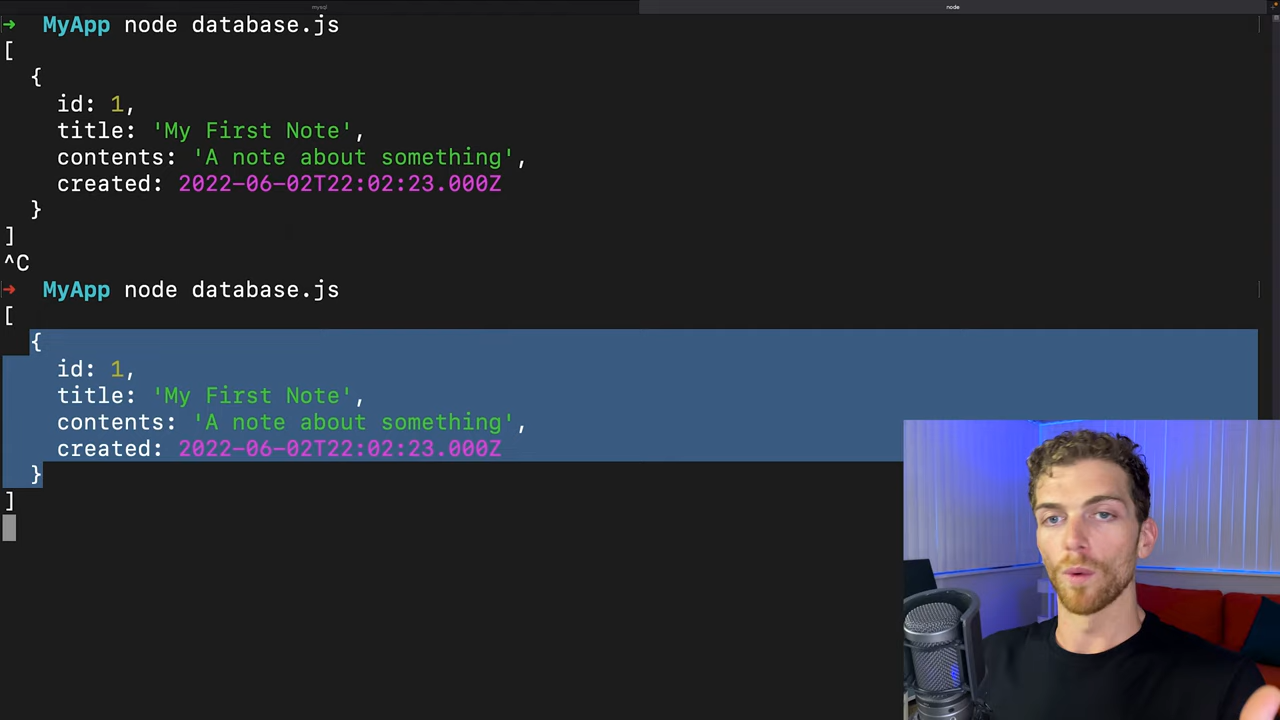 mysql
node
➜ MyApp node database.js
[
{
id: 1,
title: 'My First Note',
contents: 'A note about something',
created: 2022-06-02T22:02:23.000Z
}
]
^C
➜ MyApp node database.js
[
{
id: 1,
title: 'My First Note',
contents: 'A note about something',
created: 2022-06-02T22:02:23.000Z
}
]